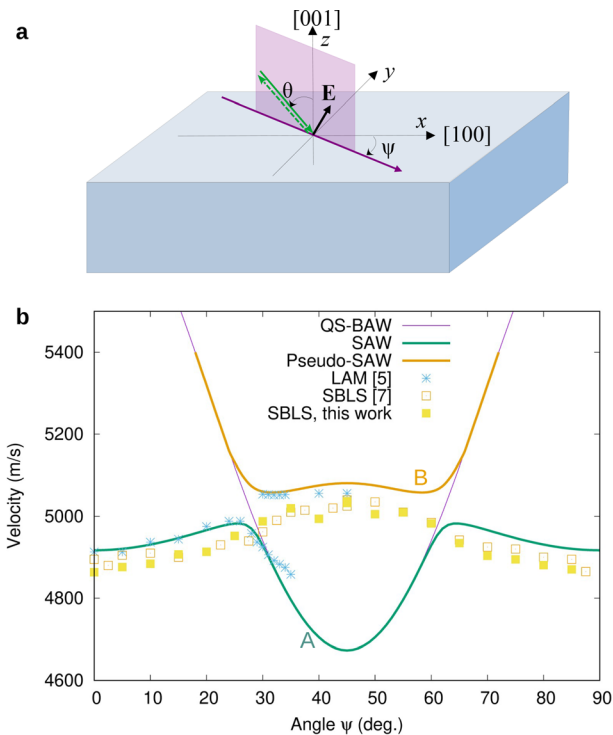 a
[001]
z
y
θ
E
x
[100]
ψ
b
5400
5200
5000
4800
4600
Velocity (m/s)
QS-BAW
SAW
Pseudo-SAW
LAM [5]
SBLS [7]
SBLS, this work
B
A
0 10 20 30 40 50 60 70 80 90
Angle ψ (deg.)